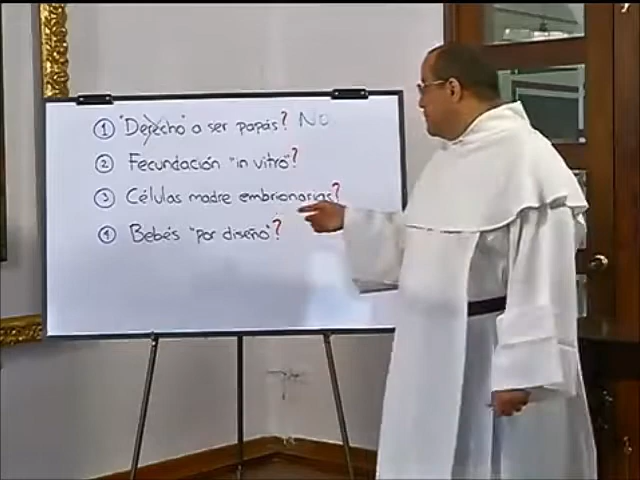 ① "Derecho" a ser papás? NO
② Fecundación "in vitro"?
③ Células madre embrionarias?
④ Bebés "por diseño"?